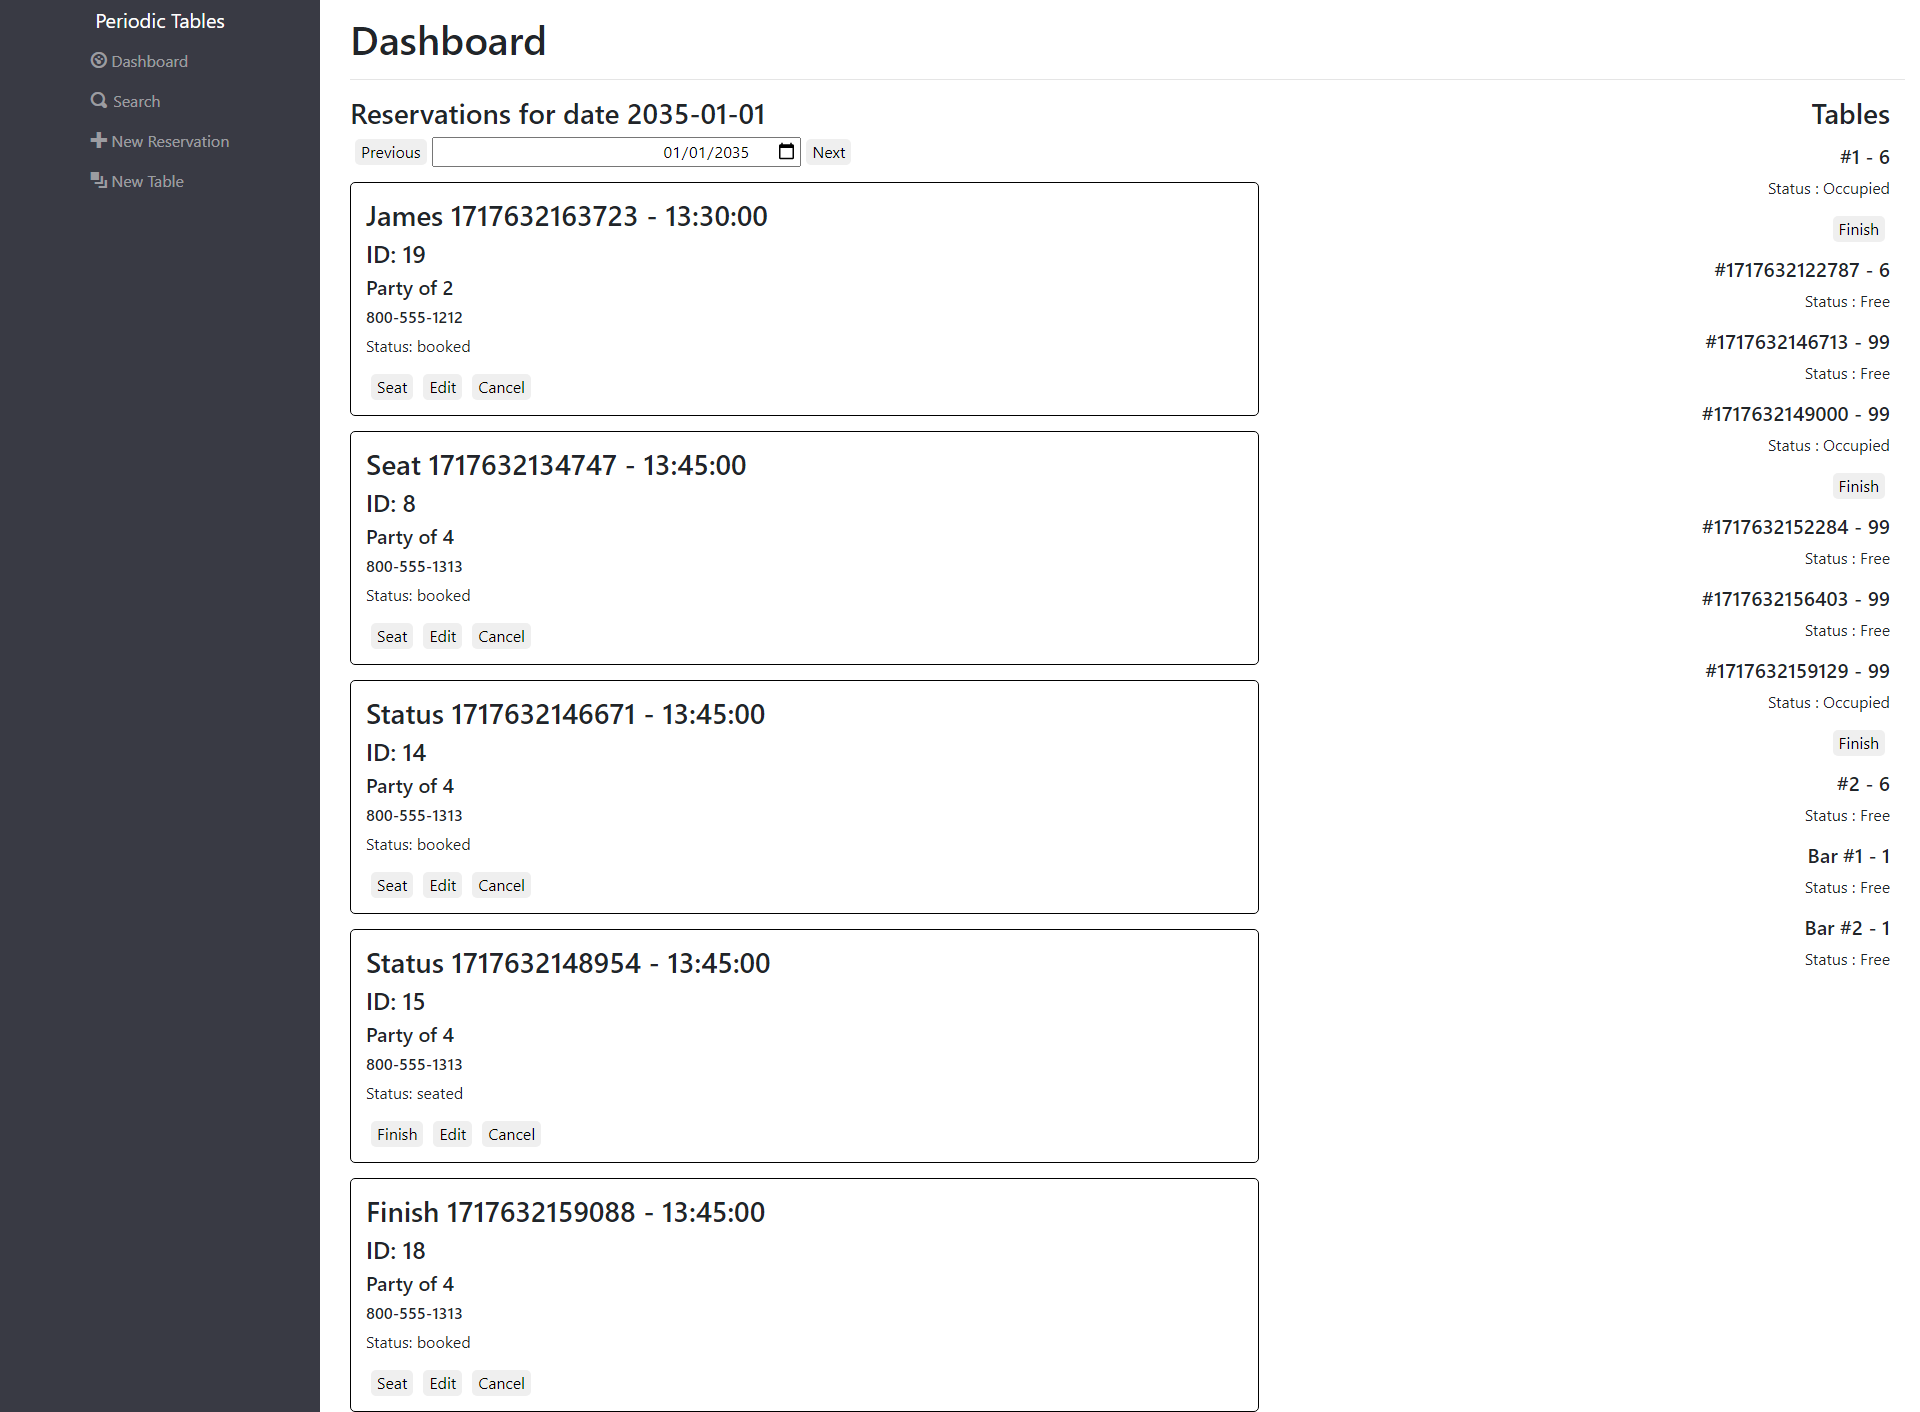 Periodic Tables
Dashboard
Search
New Reservation
New Table
Dashboard
Reservations for date 2035-01-01
Previous 01/01/2035 Next
James 1717632163723 - 13:30:00
ID: 19
Party of 2
800-555-1212
Status: booked
Seat Edit Cancel
Seat 1717632134747 - 13:45:00
ID: 8
Party of 4
800-555-1313
Status: booked
Seat Edit Cancel
Status 1717632146671 - 13:45:00
ID: 14
Party of 4
800-555-1313
Status: booked
Seat Edit Cancel
Status 1717632148954 - 13:45:00
ID: 15
Party of 4
800-555-1313
Status: seated
Finish Edit Cancel
Finish 1717632159088 - 13:45:00
ID: 18
Party of 4
800-555-1313
Status: booked
Seat Edit Cancel
Tables
#1 - 6
Status : Occupied
Finish
#1717632122787 - 6
Status : Free
#1717632146713 - 99
Status : Free
#1717632149000 - 99
Status : Occupied
Finish
#1717632152284 - 99
Status : Free
#1717632156403 - 99
Status : Free
#1717632159129 - 99
Status : Occupied
Finish
#2 - 6
Status : Free
Bar #1 - 1
Status : Free
Bar #2 - 1
Status : Free